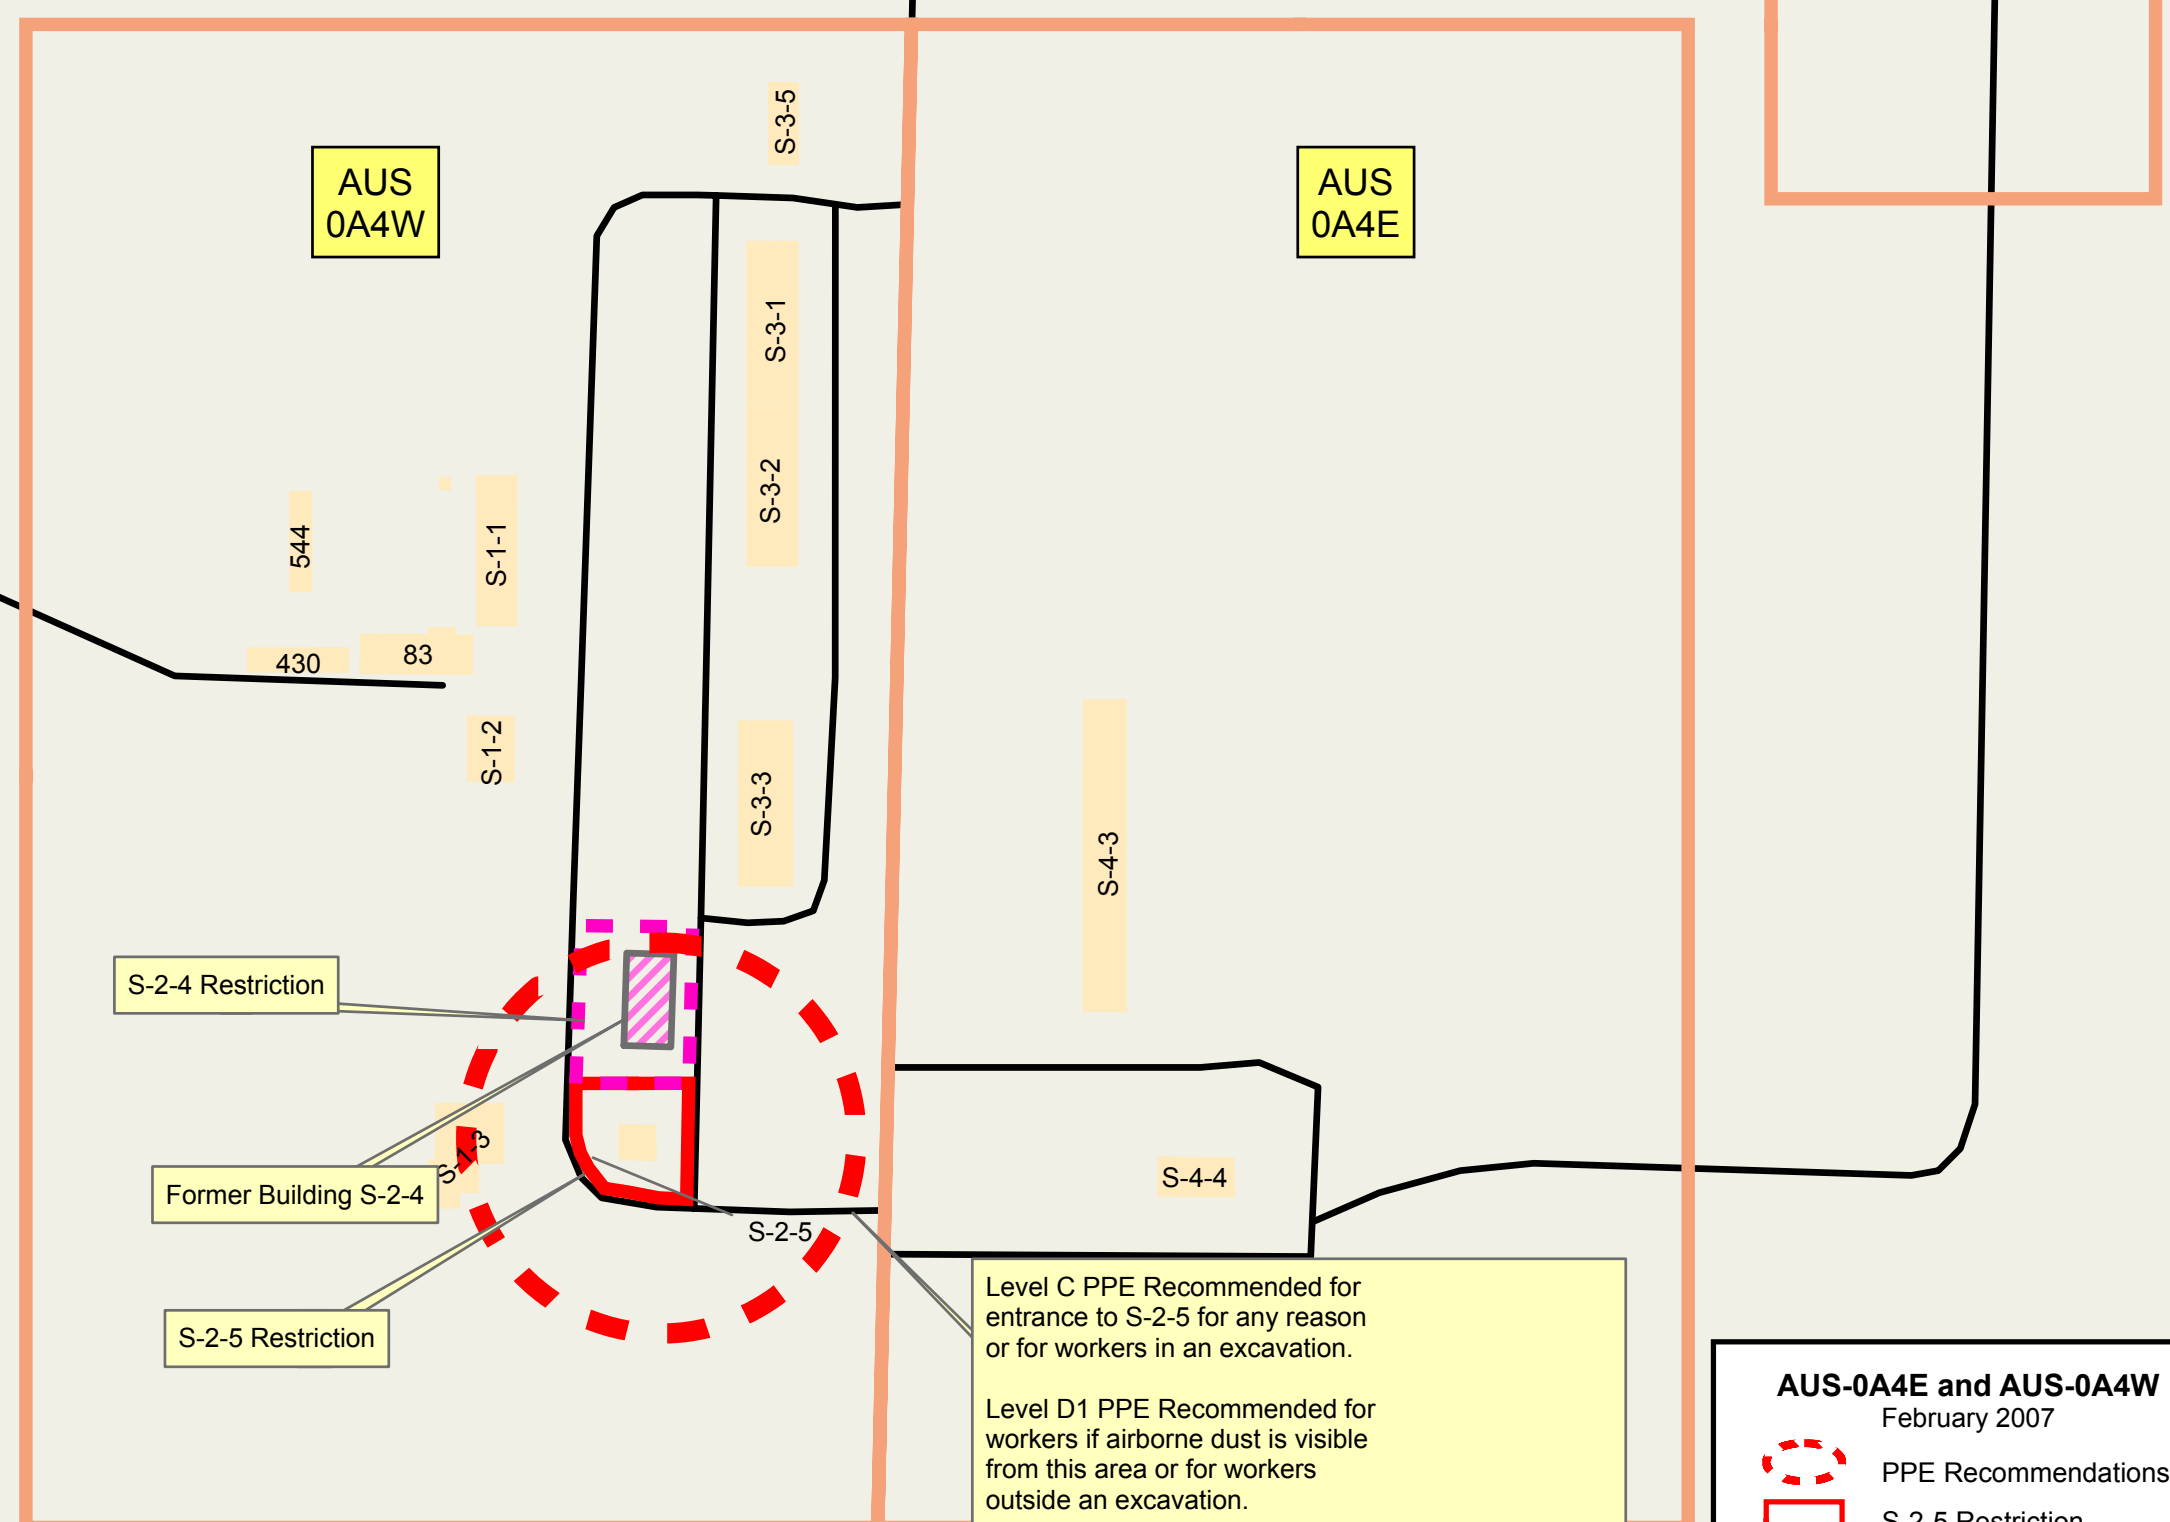 S-3-5
AUS
0A4W
AUS
0A4E
S-3-1
S-3-2
544
S-1-1
430
83
S-1-2
S-3-3
S-4-3
S-2-4 Restriction
S-1-3
Former Building S-2-4
S-4-4
S-2-5
S-2-5 Restriction
Level C PPE Recommended for
entrance to S-2-5 for any reason
or for workers in an excavation.
Level D1 PPE Recommended for
workers if airborne dust is visible
from this area or for workers
outside an excavation.
AUS-0A4E and AUS-0A4W
February 2007
PPE Recommendations
S-2-5 Restriction